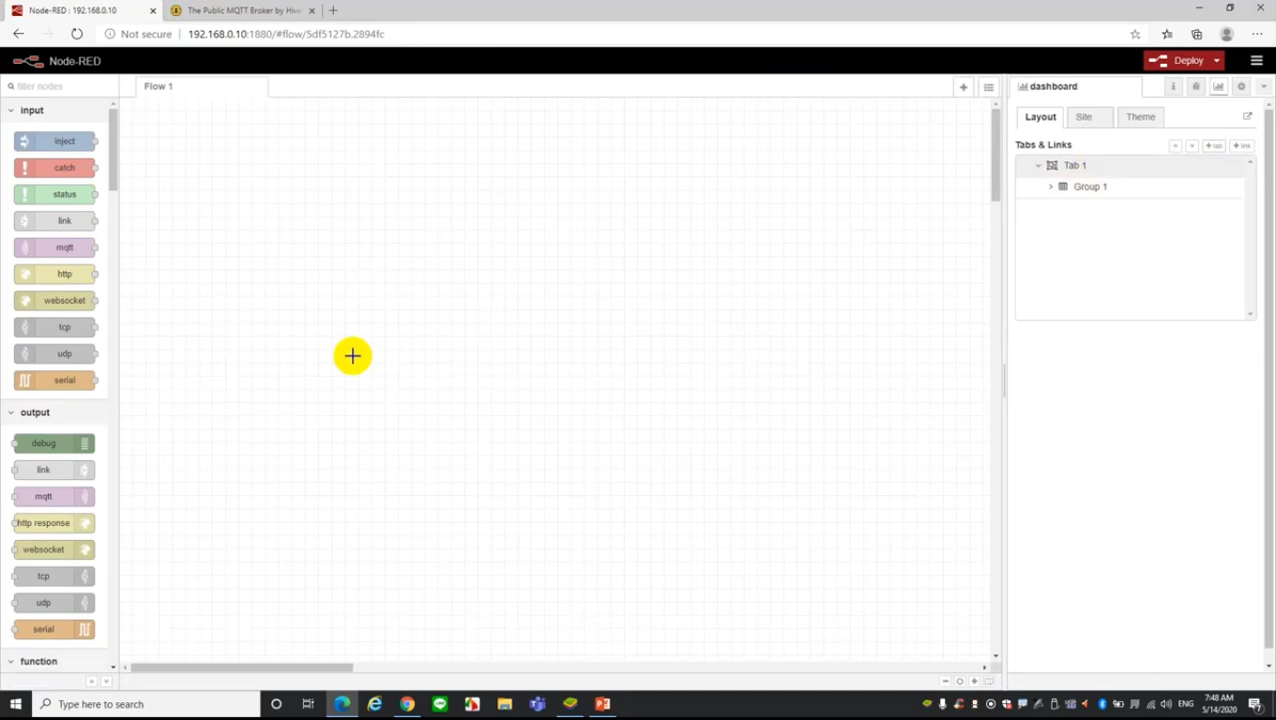 Node-RED : 192.168.0.10
The Public MQTT Broker by Hive
Not secure
192.168.0.10:1880/#flow/5df5127b.2894fc
Node-RED
Deploy
filter nodes
Flow 1
dashboard
input
inject
catch
status
link
mqtt
http
websocket
tcp
udp
serial
output
debug
link
mqtt
http response
websocket
tcp
udp
serial
function
Layout
Site
Theme
Tabs & Links
+ tab
+ link
Tab 1
Group 1
Type here to search
ENG
7:48 AM
5/14/2020